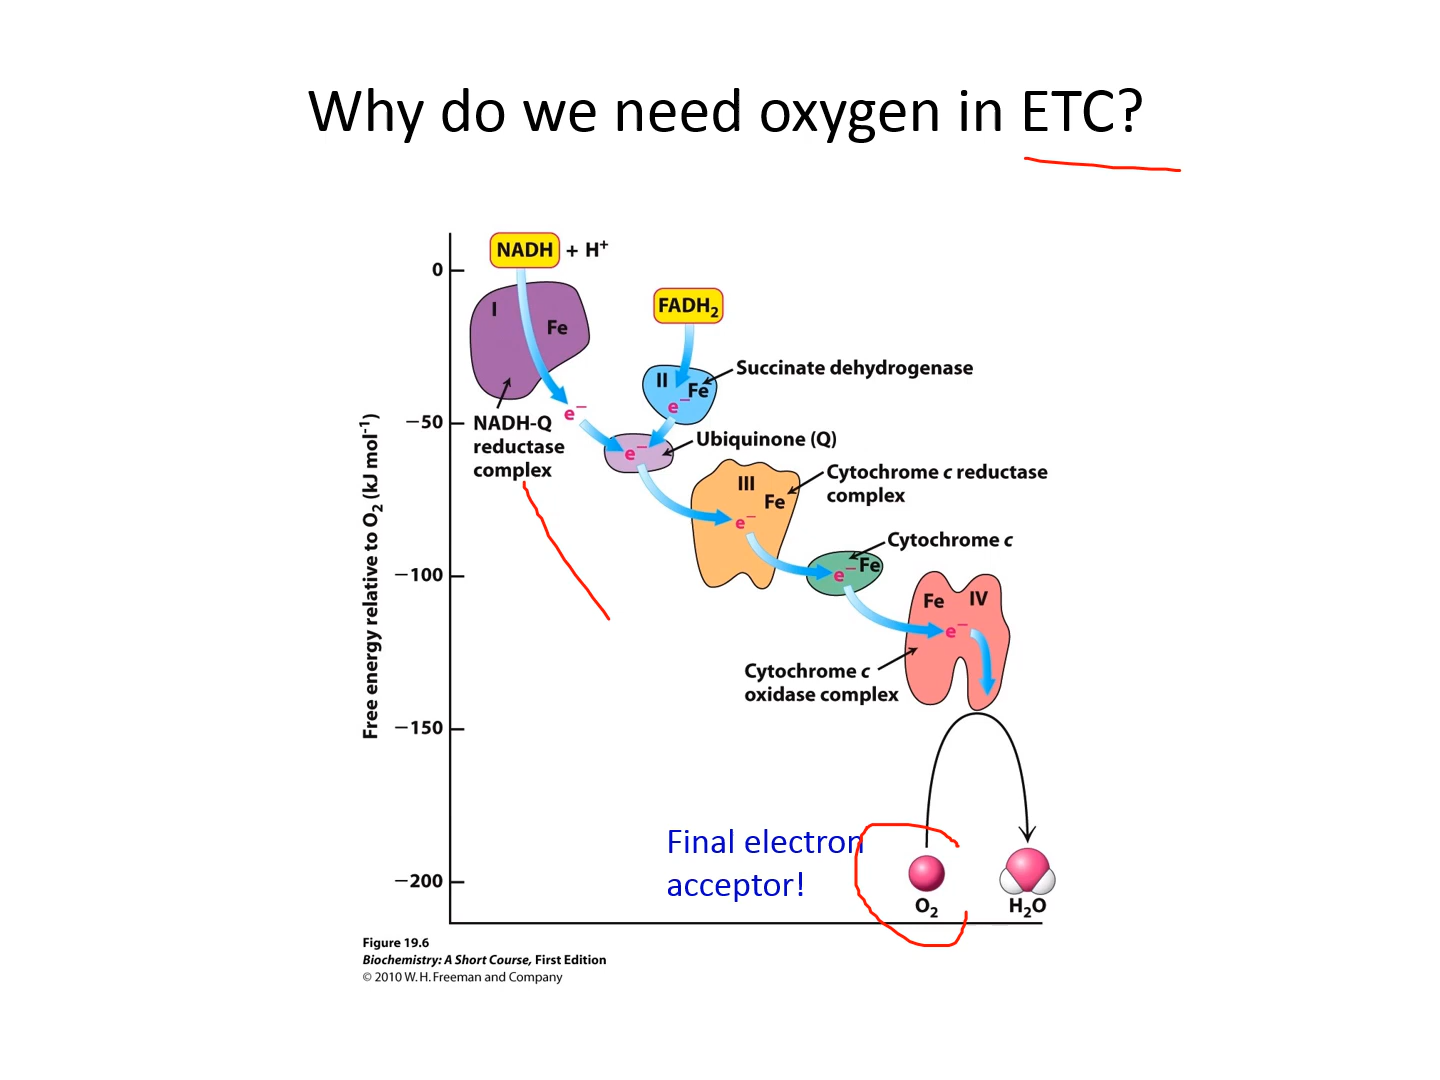 Why do we need oxygen in ETC?
NADH + H⁺
0
I
Fe
FADH₂
II
Fe
Succinate dehydrogenase
e⁻
e⁻
−50
NADH-Q
reductase
complex
Ubiquinone (Q)
e⁻
III
Fe
Cytochrome c reductase
complex
e⁻
Cytochrome c
e⁻
Fe
−100
Fe
IV
e⁻
Cytochrome c
oxidase complex
Free energy relative to O₂ (kJ mol⁻¹)
−150
Final electron
acceptor!
−200
O₂
H₂O
Figure 19.6
Biochemistry: A Short Course, First Edition
© 2010 W. H. Freeman and Company